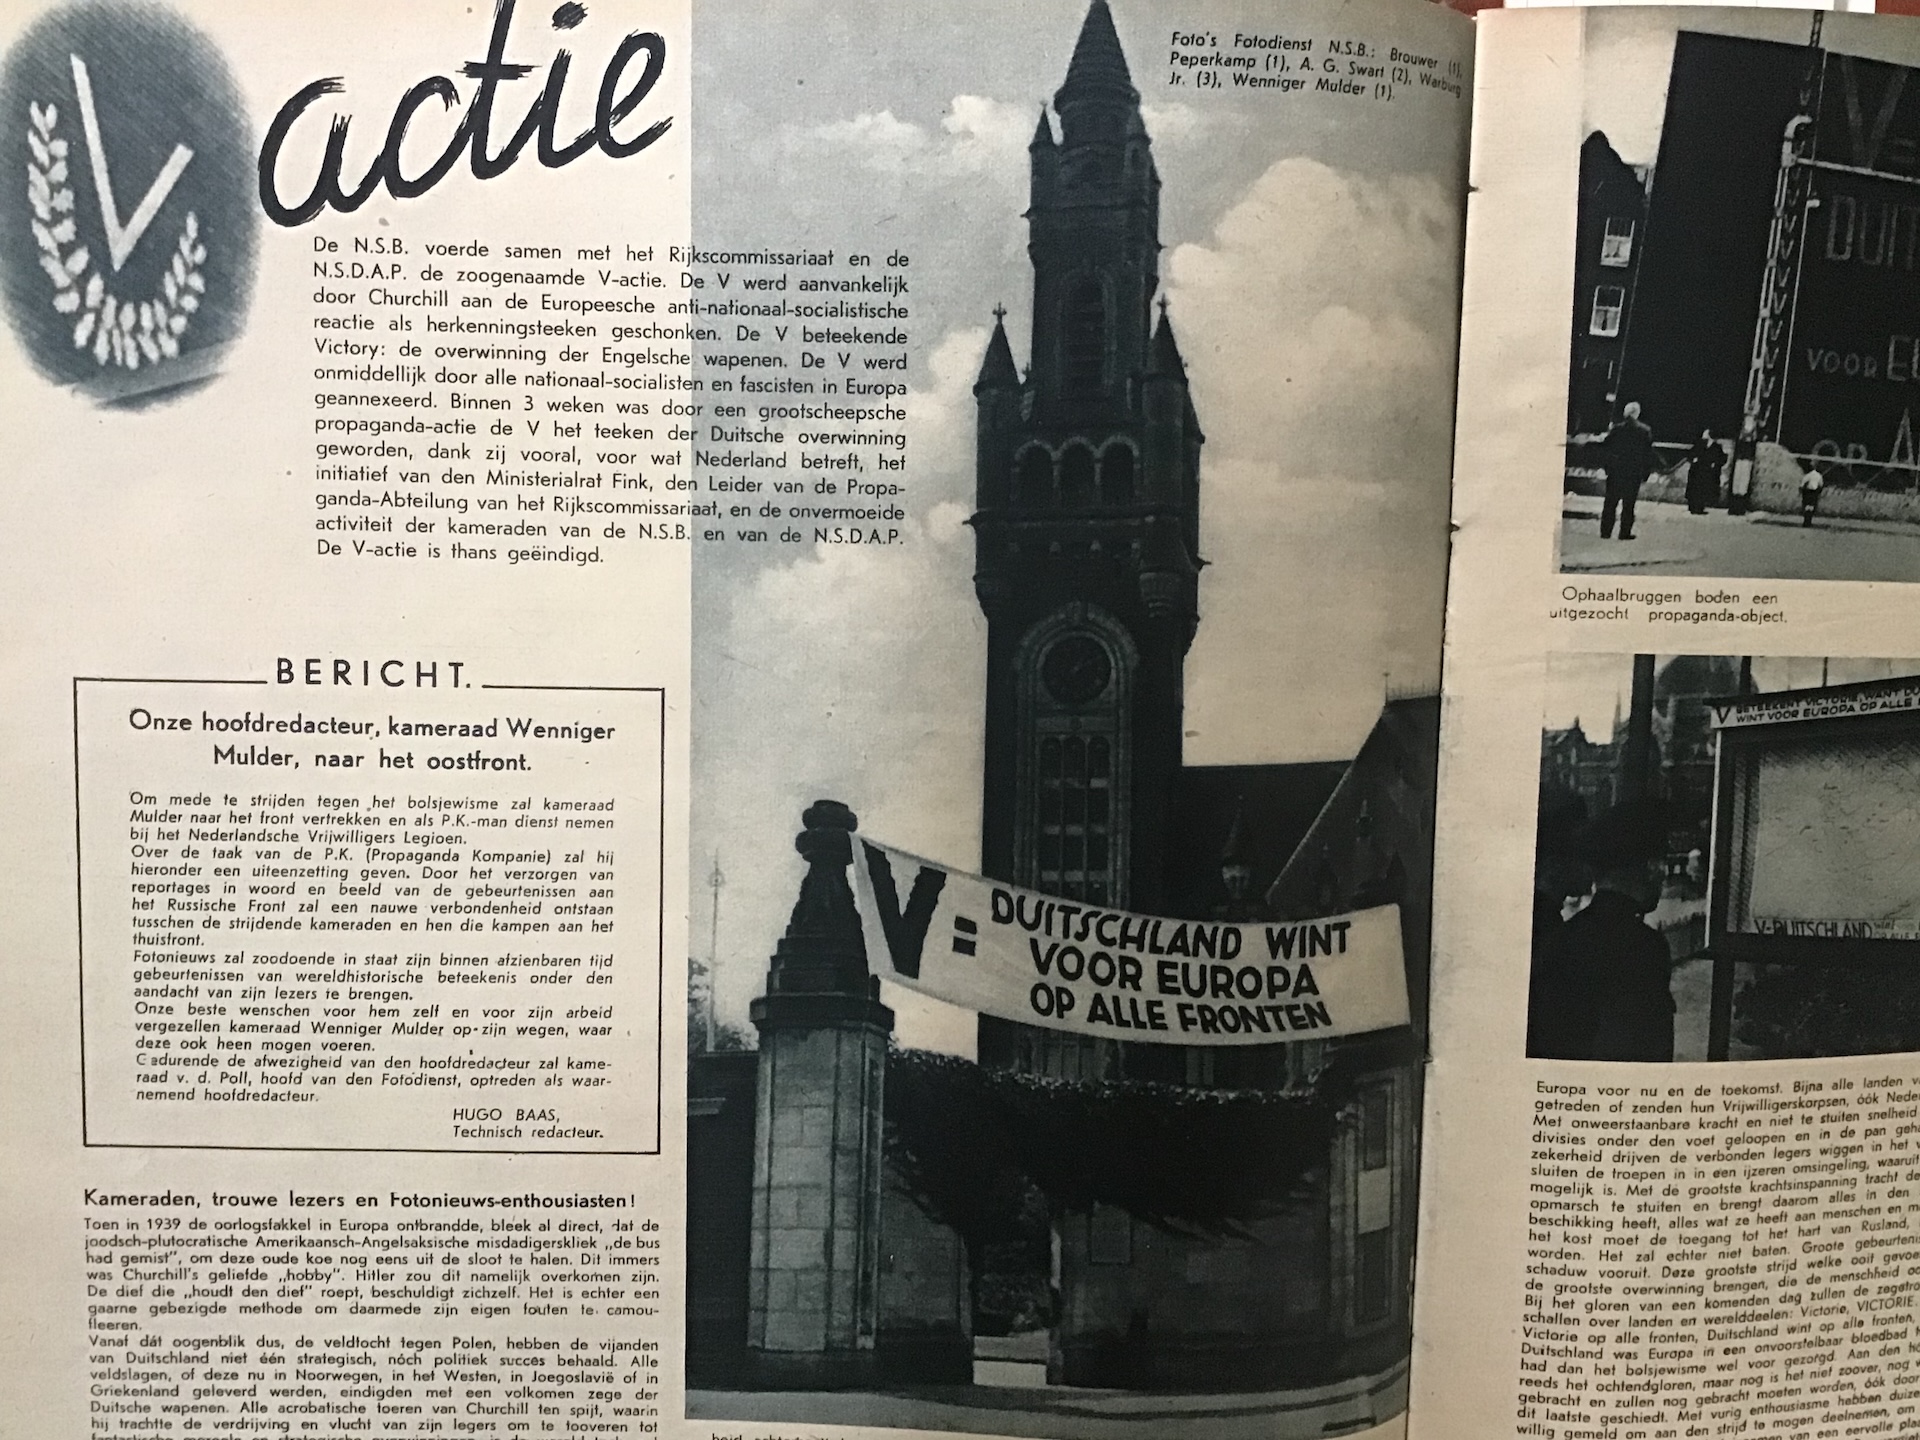 V
actie
De N.S.B. voerde samen met het Rijkscommissariaat en de
N.S.D.A.P. de zoogenaamde V-actie. De V werd aanvankelijk
door Churchill aan de Europeesche anti-nationaal-socialistische
reactie als herkenningsteeken geschonken. De V beteekende
Victory: de overwinning der Engelsche wapenen. De V werd
onmiddellijk door alle nationaal-socialisten en fascisten in Europa
geannexeerd. Binnen 3 weken was door een grootscheepsche
propaganda-actie de V het teeken der Duitsche overwinning
geworden, dank zij vooral, voor wat Nederland betreft, het
initiatief van den Ministerialrat Fink, den Leider van de Propa-
ganda-Abteilung van het Rijkscommissariaat, en de onvermoeide
activiteit der kameraden van de N.S.B. en van de N.S.D.A.P.
De V-actie is thans geëindigd.
BERICHT.
Onze hoofdredacteur, kameraad Wenniger
Mulder, naar het oostfront.
Om mede te strijden tegen het bolsjewisme zal kameraad
Mulder naar het front vertrekken en als P.K.-man dienst nemen
bij het Nederlandsche Vrijwilligers Legioen.
Over de taak van de P.K. (Propaganda Kompanie) zal hij
hieronder een uiteenzetting geven. Door het verzorgen van
reportages in woord en beeld van de gebeurtenissen aan
het Russische Front zal een nauwe verbondenheid ontstaan
tusschen de strijdende kameraden en hen die kampen aan het
thuisfront.
Fotonieuws zal zoodoende in staat zijn binnen afzienbaren tijd
gebeurtenissen van wereldhistorische beteekenis onder den
aandacht van zijn lezers te brengen.
Onze beste wenschen voor hem zelf en voor zijn arbeid
vergezellen kameraad Wenniger Mulder op zijn wegen, waar
deze ook heen mogen voeren.
Gedurende de afwezigheid van den hoofdredacteur zal kame-
raad v. d. Poll, hoofd van den Fotodienst, optreden als waar-
nemend hoofdredacteur.
HUGO BAAS,
Technisch redacteur.
Kameraden, trouwe lezers en Fotonieuws-enthousiasten!
Toen in 1939 de oorlogsfakkel in Europa ontbrandde, bleek al direct, dat de
joodsch-plutocratische Amerikaansch-Angelsaksische misdadigerskliek „de bus
had gemist", om deze oude koe nog eens uit de sloot te halen. Dit immers
was Churchill's geliefde „hobby". Hitler zou dit namelijk overkomen zijn.
De dief die „houdt den dief" roept, beschuldigt zichzelf. Het is echter een
gaarne gebezigde methode om daarmede zijn eigen fouten te camou-
fleeren.
Vanaf dát oogenblik dus, de veldtocht tegen Polen, hebben de vijanden
van Duitschland niet één strategisch, nóch politiek succes behaald. Alle
veldslagen, of deze nu in Noorwegen, in het Westen, in Joegoslavië of in
Griekenland geleverd werden, eindigden met een volkomen zege der
Duitsche wapenen. Alle acrobatische toeren van Churchill ten spijt, waarin
hij trachtte de verdrijving en vlucht van zijn legers om te tooveren tot
Foto's Fotodienst N.S.B.: Brouwer (1),
Peperkamp (1), A. G. Swart (2), Warburg
Jr. (3), Wenniger Mulder (1).
V = DUITSCHLAND WINT
VOOR EUROPA
OP ALLE FRONTEN
V
VOOR
OP
Ophaalbruggen boden een
uitgezocht propaganda-object.
V BETEEKENT VICTORIE, WANT
WINT VOOR EUROPA OP ALLE
V=DUITSCHLAND
Europa voor nu en de toekomst. Bijna alle landen
getreden of zenden hun Vrijwilligerskorpsen, óók
Met onweerstaanbare kracht en niet te stuiten snelheid
divisies onder den voet geloopen en in de pan
zekerheid drijven de verbonden legers wiggen in het
sluiten de troepen in in een ijzeren omsingeling, waaruit
mogelijk is. Met de grootste krachtsinspanning tracht
opmarsch te stuiten en brengt daarom alles in den
beschikking heeft, alles wat ze heeft aan menschen en
het kost moet de toegang tot het hart van Rusland,
worden. Het zal echter niet baten. Groote
schaduw vooruit. Deze grootste strijd welke ooit
de grootste overwinning brengen, die de menschheid
Bij het gloren van een komenden dag zullen de
schallen over landen en werelddeelen: Victorie, VICTORIE.
Victorie op alle fronten, Duitschland wint op alle fronten,
Duitschland was Europa in een onvoorstelbaar bloedbad
had dan het bolsjewisme wel voor gezorgd. Aan den
reeds het ochtendgloren, maar nog is het niet zoover, nog
gebracht en zullen nog gebracht moeten worden, óók door
dit laatste geschiedt. Met vurig enthousiasme hebben
willig gemeld om aan den strijd te mogen deelnemen, om
van een eervolle